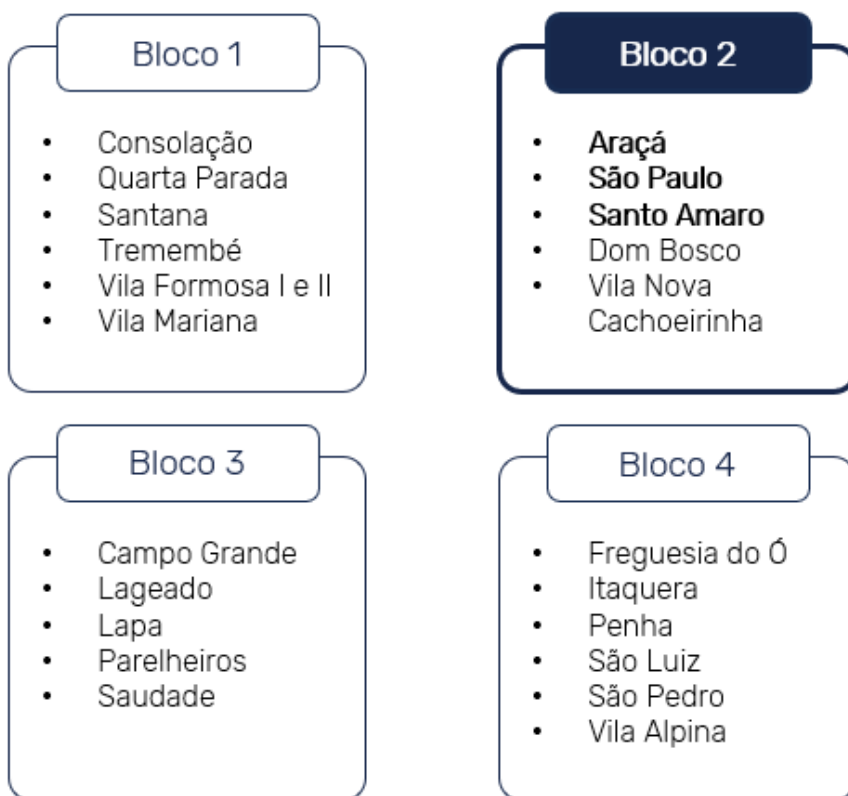 Bloco 1
• Consolação
• Quarta Parada
• Santana
• Tremembé
• Vila Formosa I e II
• Vila Mariana
Bloco 2
• Araçá
• São Paulo
• Santo Amaro
• Dom Bosco
• Vila Nova
Cachoeirinha
Bloco 3
• Campo Grande
• Lageado
• Lapa
• Parelheiros
• Saudade
Bloco 4
• Freguesia do Ó
• Itaquera
• Penha
• São Luiz
• São Pedro
• Vila Alpina